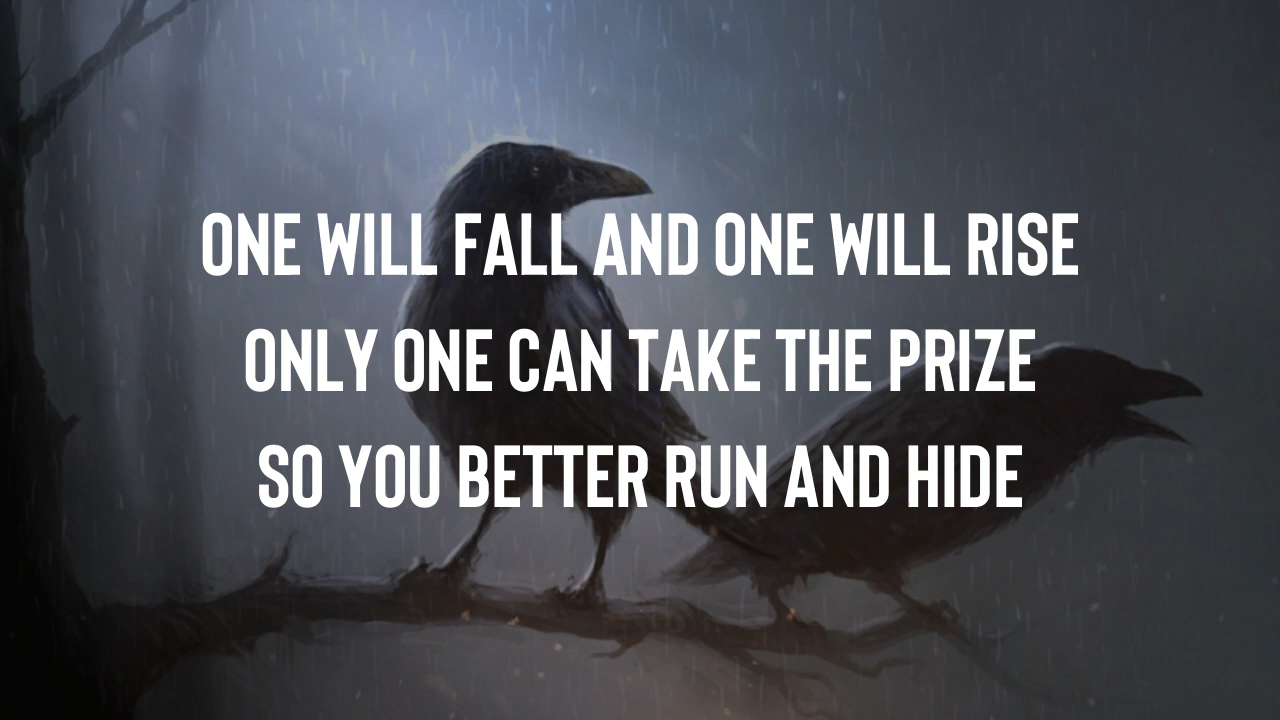 ONE WILL FALL AND ONE WILL RISE
ONLY ONE CAN TAKE THE PRIZE
SO YOU BETTER RUN AND HIDE